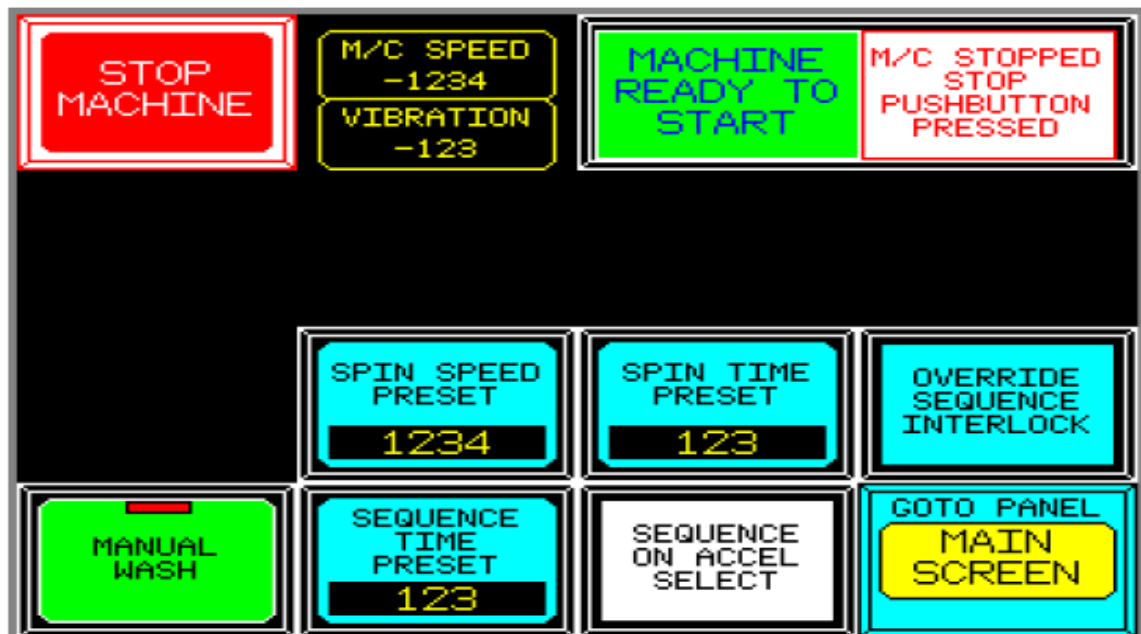 STOP
MACHINE
M/C SPEED
-1234
VIBRATION
-123
MACHINE
READY TO
START
M/C STOPPED
STOP
PUSHBUTTON
PRESSED
SPIN SPEED
PRESET
1234
SPIN TIME
PRESET
123
OVERRIDE
SEQUENCE
INTERLOCK
MANUAL
WASH
SEQUENCE
TIME
PRESET
123
SEQUENCE
ON ACCEL
SELECT
GOTO PANEL
MAIN
SCREEN